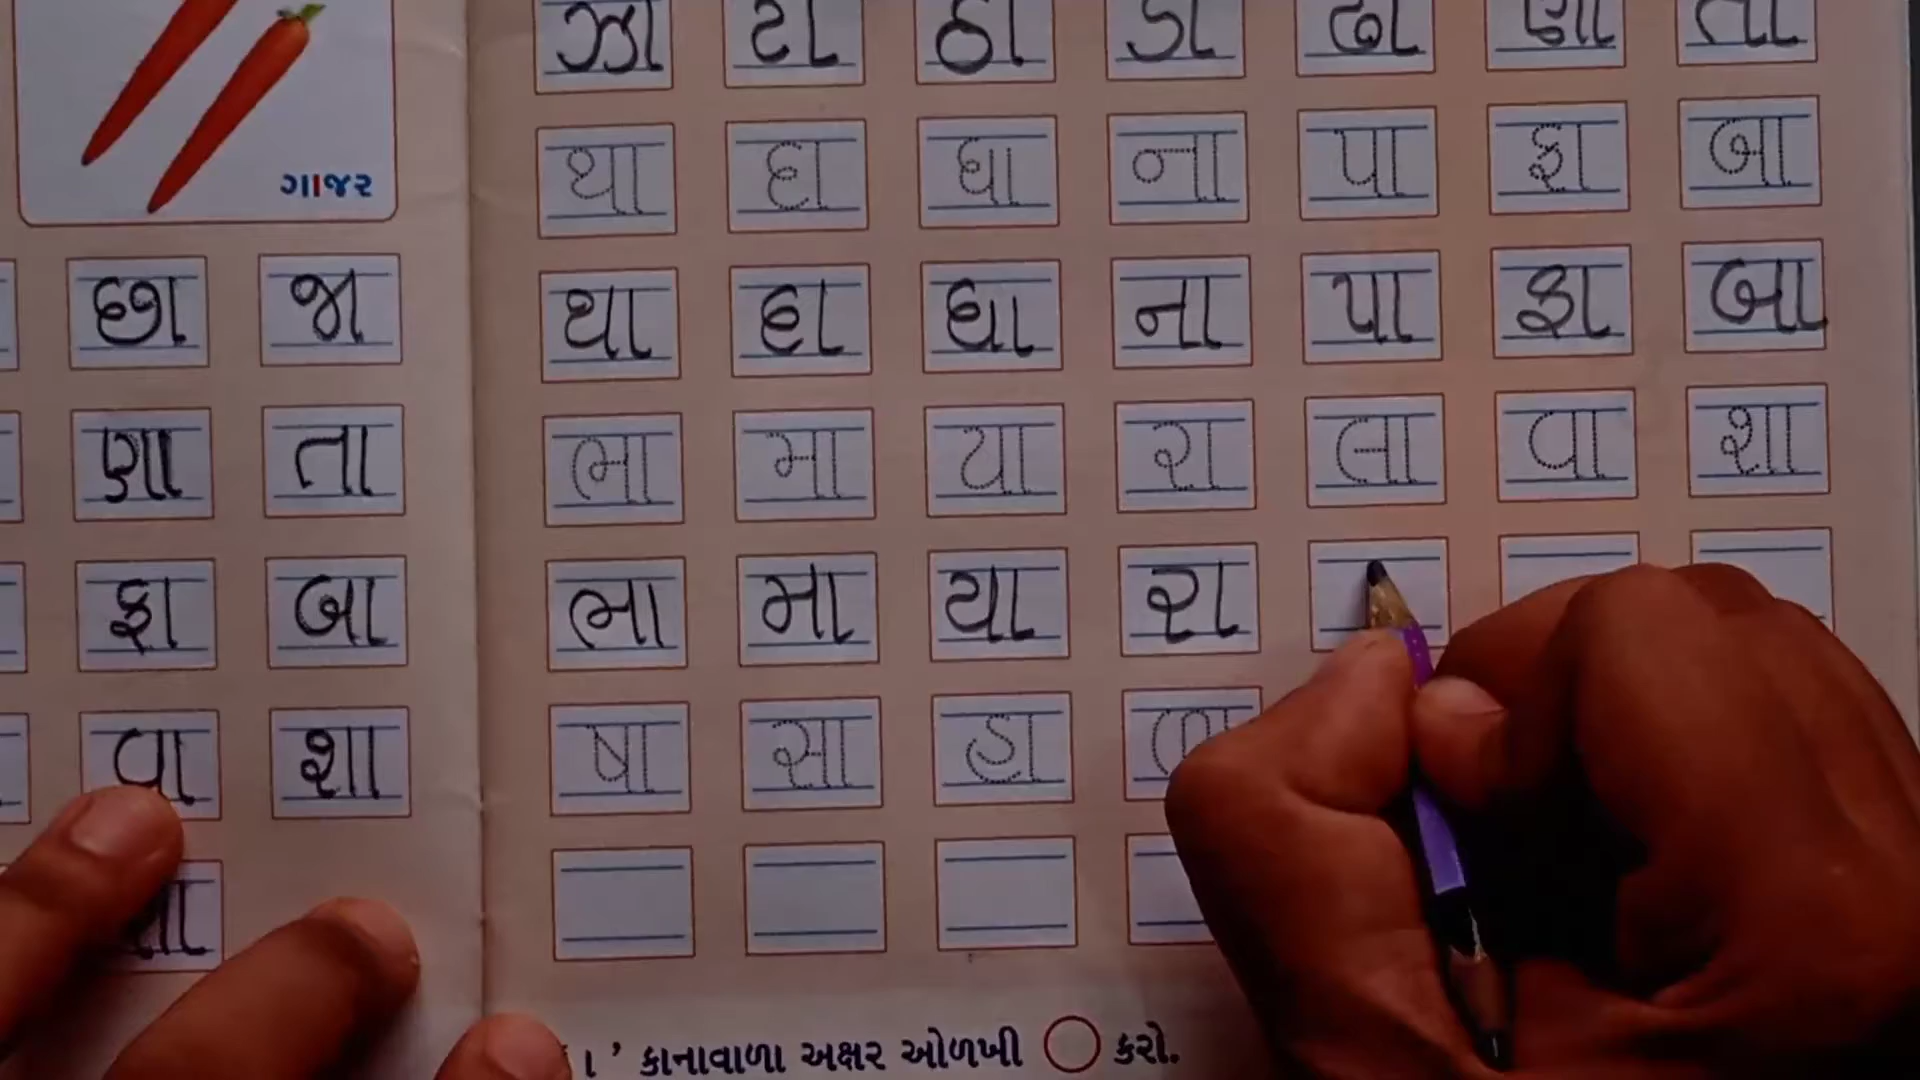 ગાજર
છા જા
ણા તા
ફા બા
વા શા
ઝા ટા ઠા ડા ઢા ણા તા
થા દા ધા ના પા ફા બા
થા દા ધા ના પા ફા બા
ભા મા યા રા લા વા શા
ભા મા યા રા
ષા સા હા ળા
' ા ' કાનાવાળા અક્ષર ઓળખી ◯ કરો.